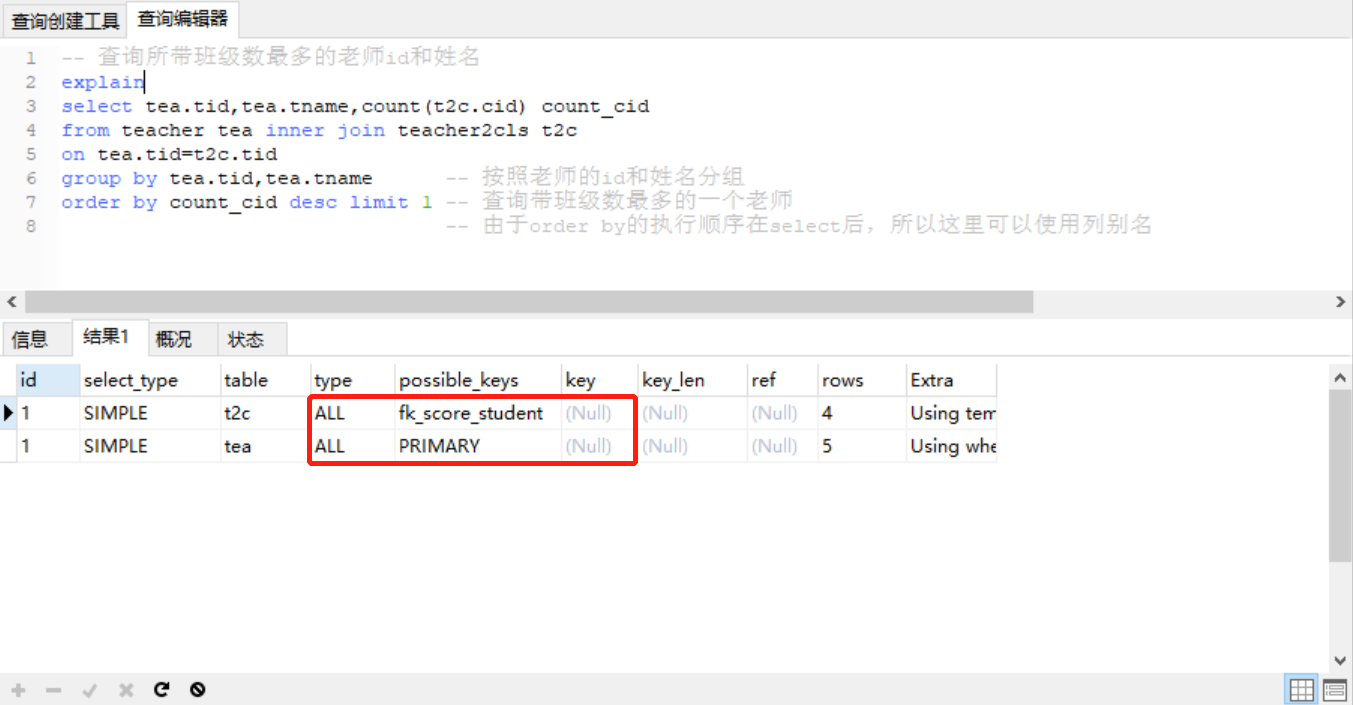 查询创建工具 查询编辑器
1 -- 查询所带班级数最多的老师id和姓名
2 explain
3 select tea.tid,tea.tname,count(t2c.cid) count_cid
4 from teacher tea inner join teacher2cls t2c
5 on tea.tid=t2c.tid
6 group by tea.tid,tea.tname -- 按照老师的id和姓名分组
7 order by count_cid desc limit 1 -- 查询带班级数最多的一个老师
8 -- 由于order by的执行顺序在select后，所以这里可以使用列别名
信息 结果1 概况 状态
id select_type table type possible_keys key key_len ref rows Extra
1 SIMPLE t2c ALL fk_score_student (Null) (Null) (Null) 4 Using tem
1 SIMPLE tea ALL PRIMARY (Null) (Null) (Null) 5 Using whe